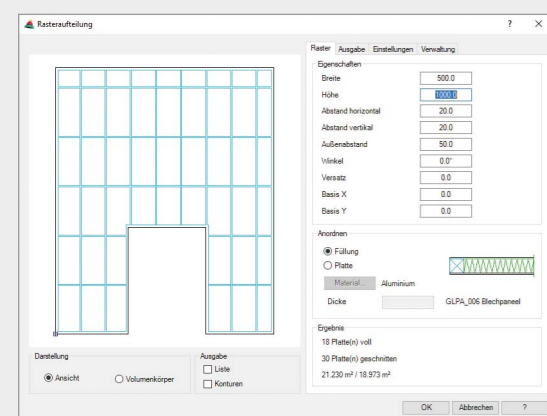 Rasteraufteilung
? X
Raster Ausgabe Einstellungen Verwaltung
Eigenschaften
Breite 500.0
Höhe 1000.0
Abstand horizontal 20.0
Abstand vertikal 20.0
Außenabstand 50.0
Winkel 0.0°
Versatz 0.0
Basis X 0.0
Basis Y 0.0
Anordnen
Füllung
Platte
Material... Aluminium
Dicke GLPA_006 Blechpaneel
Ergebnis
18 Platte(n) voll
30 Platte(n) geschnitten
21.230 m² / 18.973 m²
Darstellung
Ansicht Volumenkörper
Ausgabe
Liste
Konturen
OK Abbrechen ?